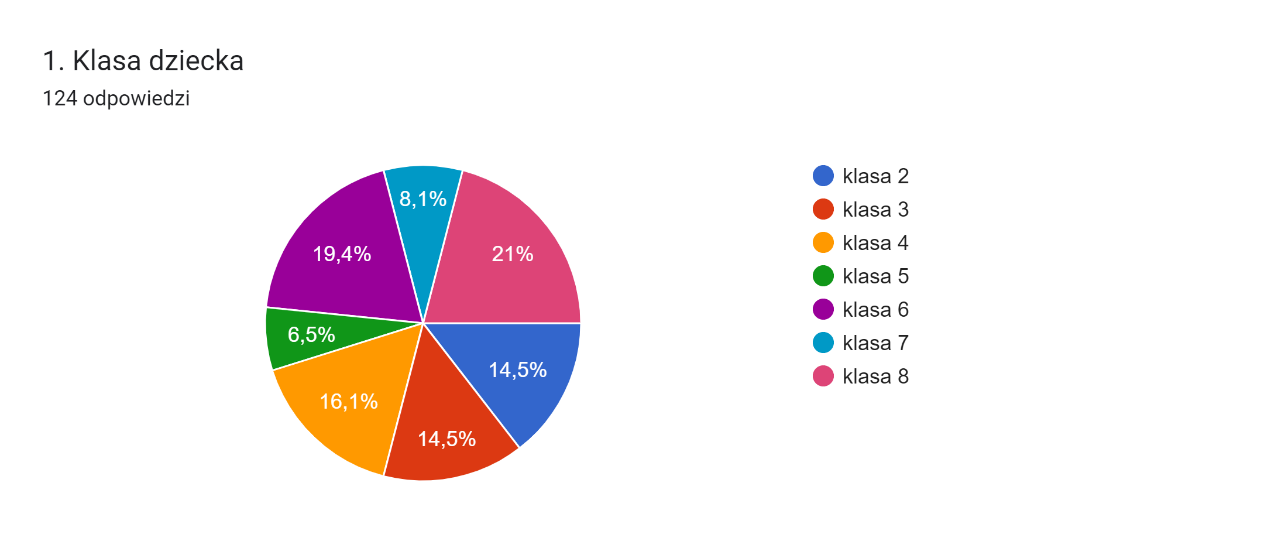 1. Klasa dziecka
124 odpowiedzi
8,1%
21%
19,4%
6,5%
14,5%
16,1%
14,5%
klasa 2
klasa 3
klasa 4
klasa 5
klasa 6
klasa 7
klasa 8